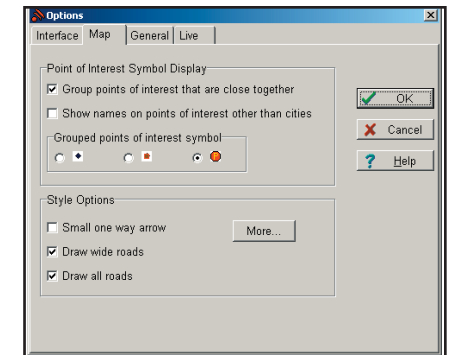 Options
Interface Map General Live
Point of Interest Symbol Display
Group points of interest that are close together
Show names on points of interest other than cities
Grouped points of interest symbol
OK
Cancel
? Help
Style Options
Small one way arrow
More...
Draw wide roads
Draw all roads